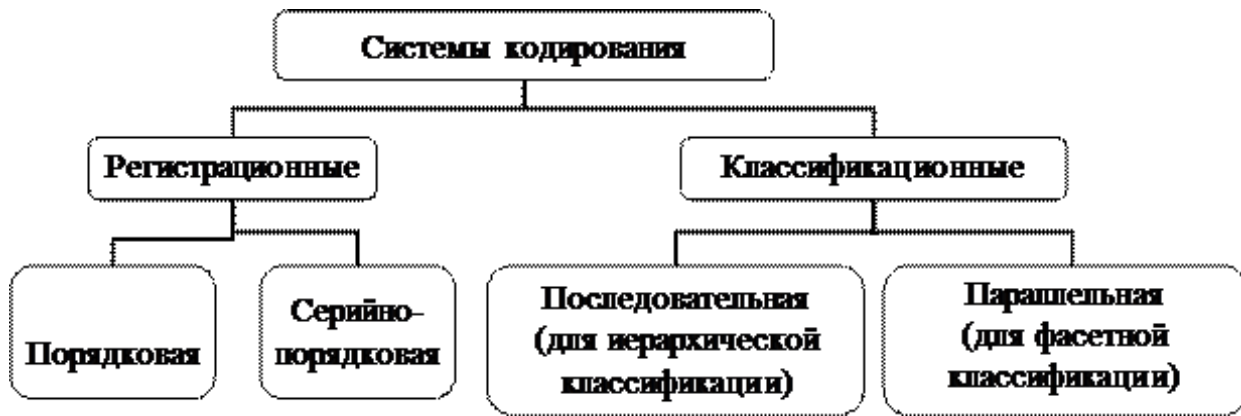 Системы кодирования
Регистрационные
Классификационные
Порядковая
Серийно-
порядковая
Последовательная
(для иерархической
классификации)
Параллельная
(для фасетной
классификации)